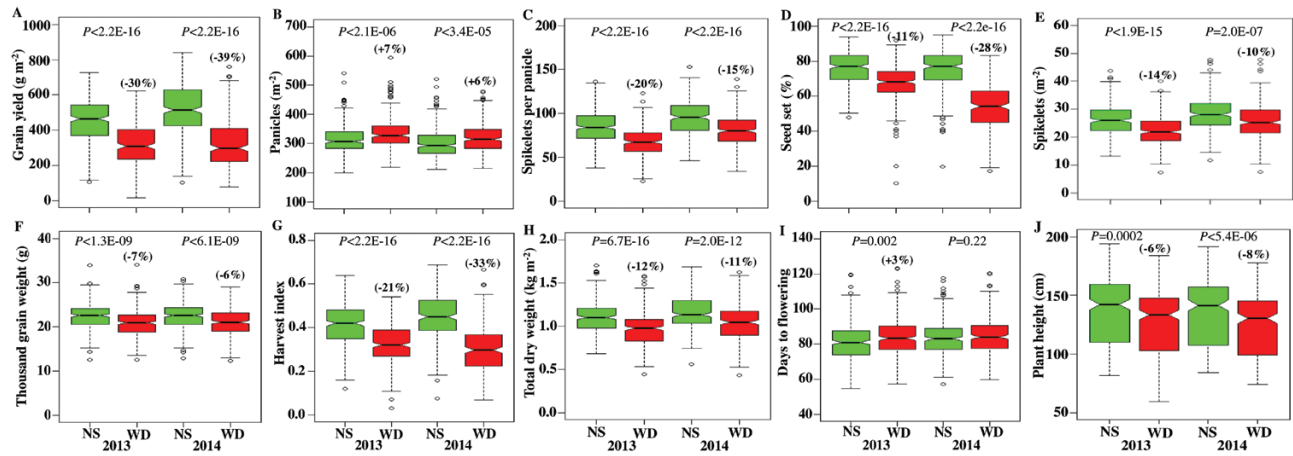 A
Grain yield (g m-2)
1000
800
600
400
200
0
P<2.2E-16
P<2.2E-16
(-30%)
(-39%)
B
Panicles (m-2)
700
600
500
400
300
200
100
P<2.1E-06
P<3.4E-05
(+7%)
(+6%)
C
Spikelets per panicle
200
150
100
50
0
P<2.2E-16
P<2.2E-16
(-20%)
(-15%)
D
Seed set (%)
100
80
60
40
20
0
P<2.2E-16
P<2.2e-16
(-11%)
(-28%)
E
Spikelets (m-2)
60
50
40
30
20
10
0
P<1.9E-15
P=2.0E-07
(-14%)
(-10%)
F
Thousand grain weight (g)
40
30
20
10
0
P<1.3E-09
P<6.1E-09
(-7%)
(-6%)
NS WD NS WD
2013 2014
G
Harvest index
0.8
0.6
0.4
0.2
0.0
P<2.2E-16
P<2.2E-16
(-21%)
(-33%)
NS WD NS WD
2013 2014
H
Total dry weight (kg m-2)
2.0
1.5
1.0
0.5
0.0
P=6.7E-16
P=2.0E-12
(-12%)
(-11%)
NS WD NS WD
2013 2014
I
Days to flowering
140
120
100
80
60
40
P=0.002
P=0.22
(+3%)
NS WD NS WD
2013 2014
J
Plant height (cm)
200
150
100
50
P=0.0002
P<5.4E-06
(-6%)
(-8%)
NS WD NS WD
2013 2014